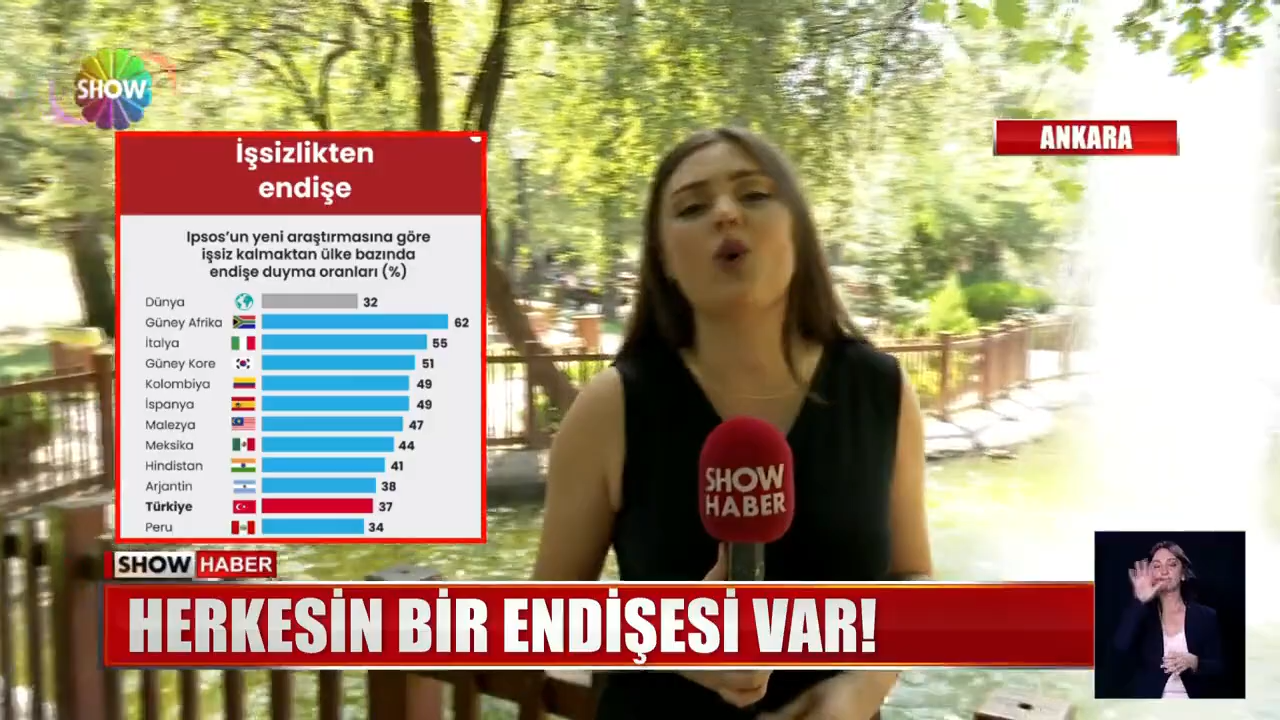 SHOW
ANKARA
İşsizlikten
endişe
Ipsos'un yeni araştırmasına göre
işsiz kalmaktan ülke bazında
endişe duyma oranları (%)
Dünya 32
Güney Afrika 62
İtalya 55
Güney Kore 51
Kolombiya 49
İspanya 49
Malezya 47
Meksika 44
Hindistan 41
Arjantin 38
Türkiye 37
Peru 34
SHOW
HABER
SHOW HABER
HERKESİN BİR ENDİŞESİ VAR!